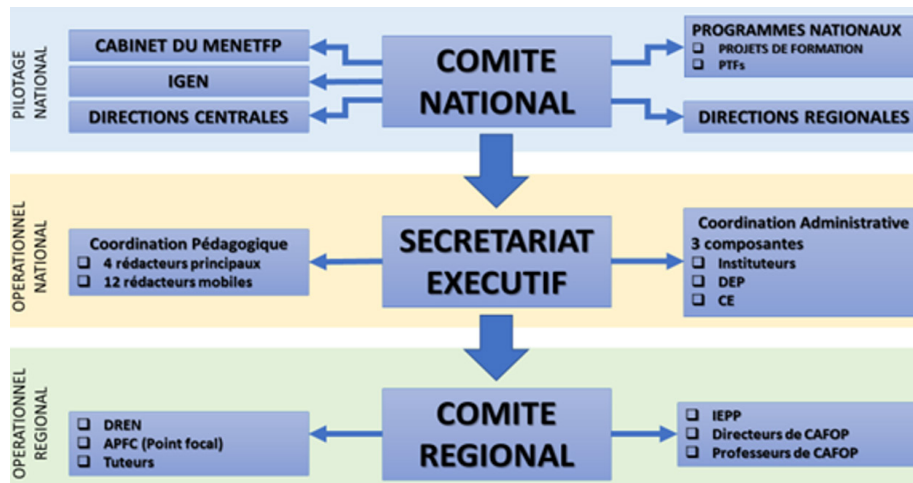 PILOTAGE
NATIONAL
CABINET DU MENETFP
IGEN
DIRECTIONS CENTRALES
COMITE
NATIONAL
PROGRAMMES NATIONAUX
❑ PROJETS DE FORMATION
❑ PTFs
DIRECTIONS REGIONALES
OPERATIONNEL
NATIONAL
Coordination Pédagogique
❑ 4 rédacteurs principaux
❑ 12 rédacteurs mobiles
SECRETARIAT
EXECUTIF
Coordination Administrative
3 composantes
❑ Instituteurs
❑ DEP
❑ CE
OPERATIONNEL
REGIONAL
❑ DREN
❑ APFC (Point focal)
❑ Tuteurs
COMITE
REGIONAL
❑ IEPP
❑ Directeurs de CAFOP
❑ Professeurs de CAFOP